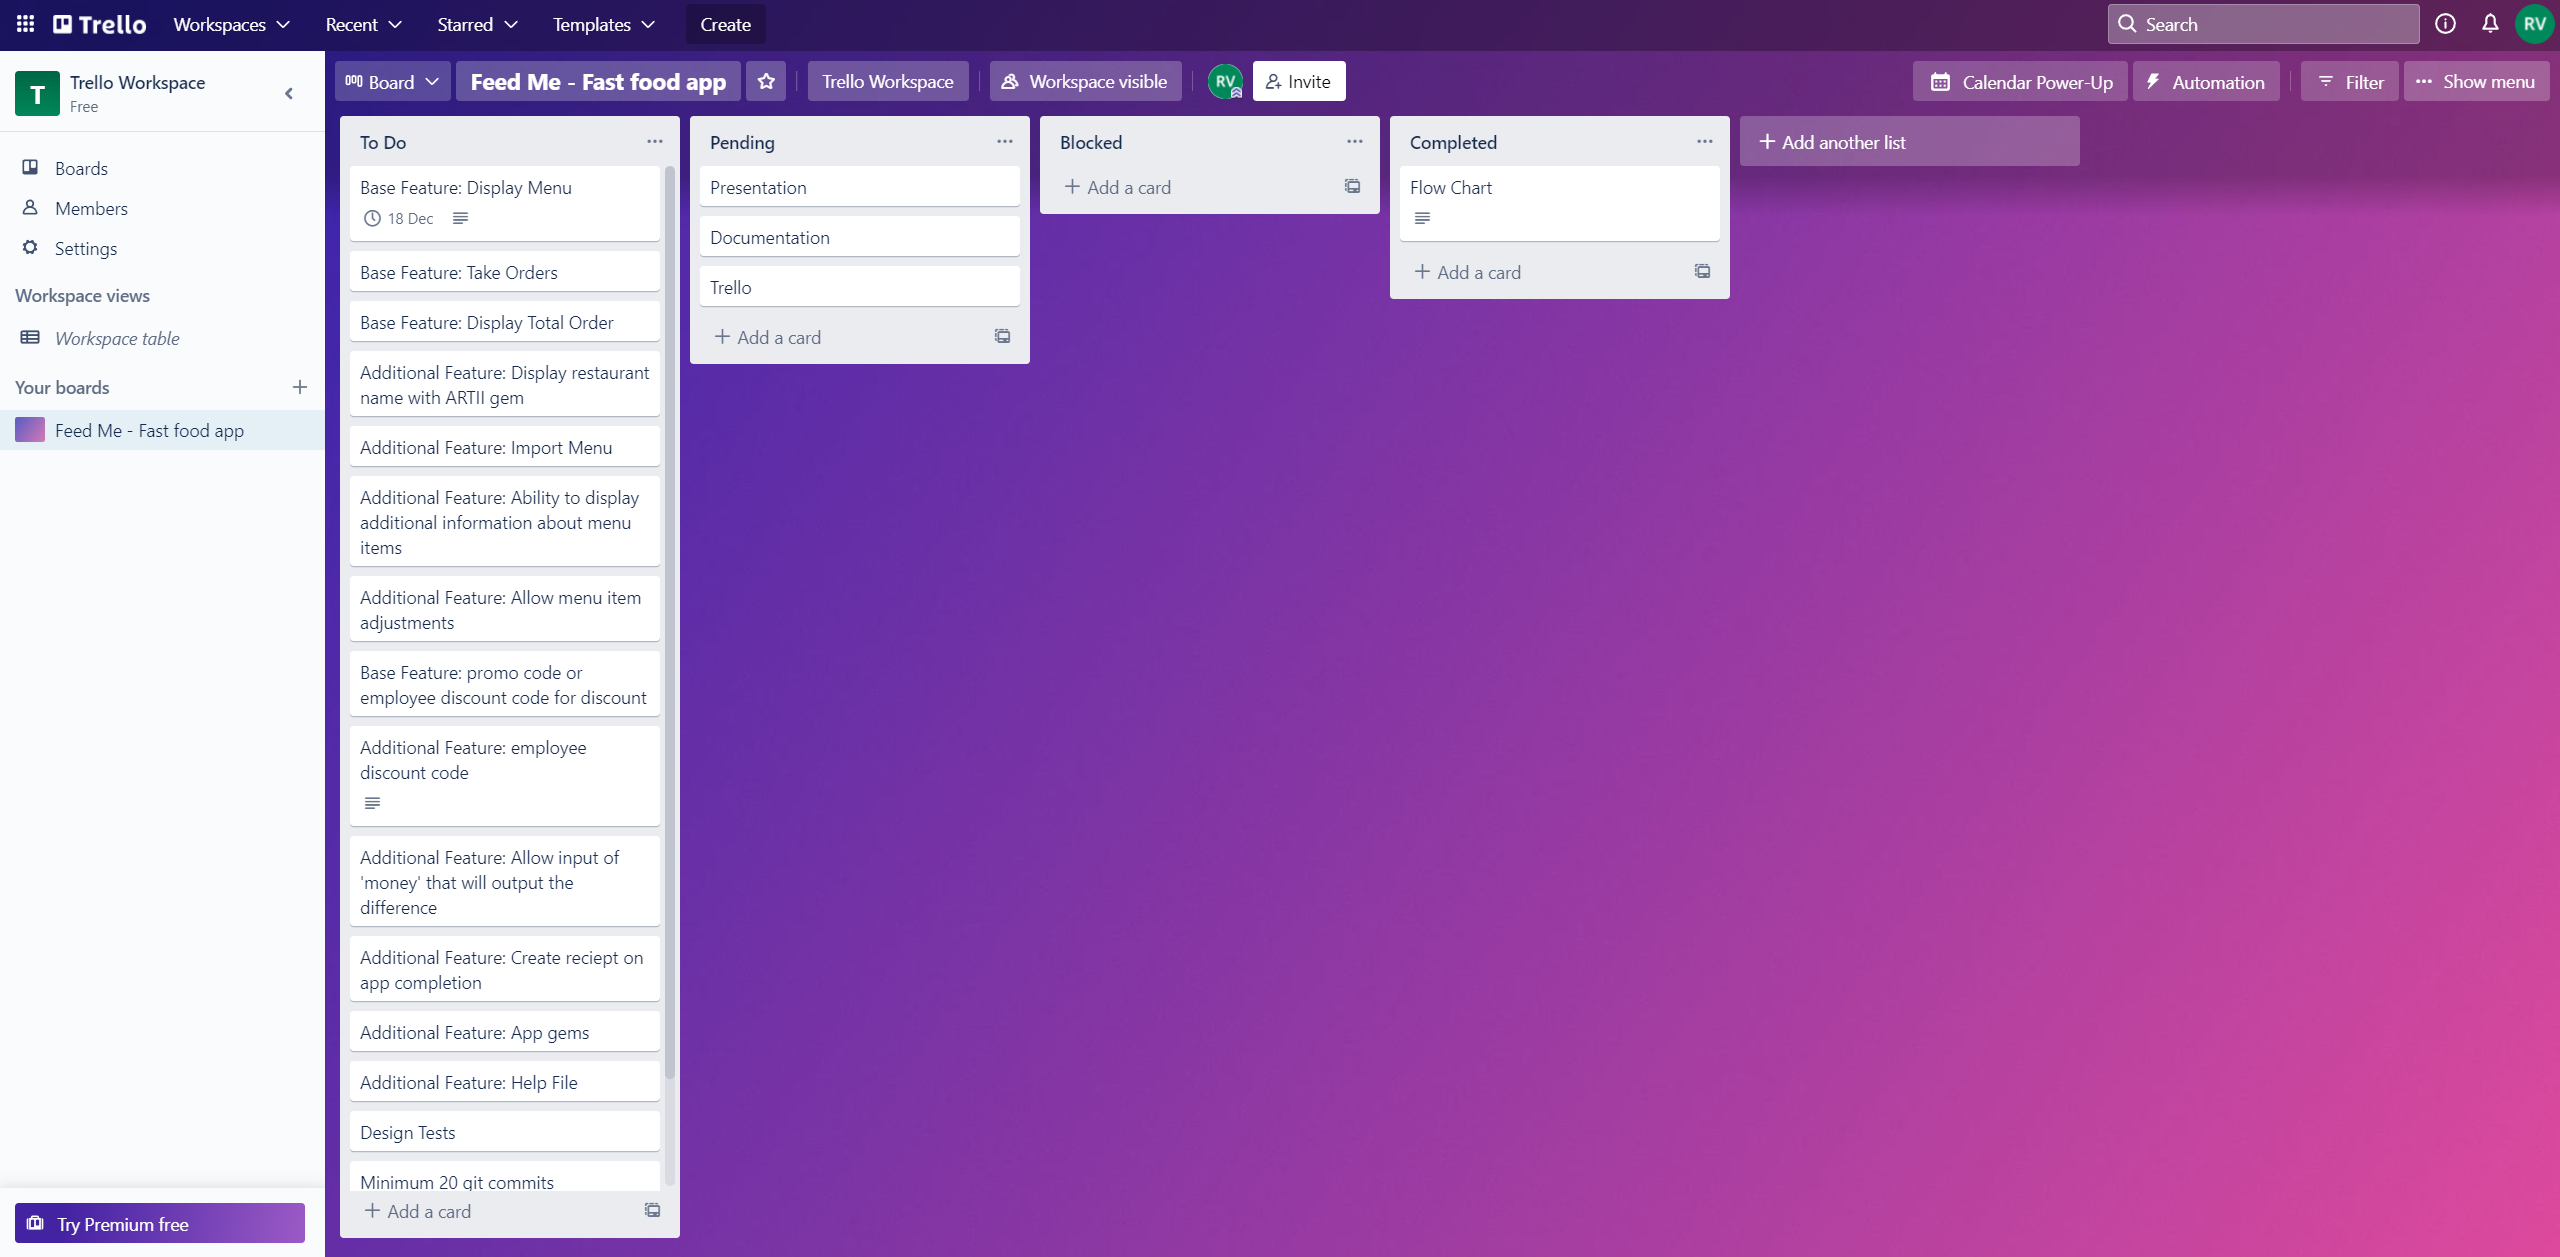 Trello
Workspaces
Recent
Starred
Templates
Create
Search
RV
T
Trello Workspace
Free
Boards
Members
Settings
Workspace views
Workspace table
Your boards
Feed Me - Fast food app
Try Premium free
Board
Feed Me - Fast food app
Trello Workspace
Workspace visible
RV
Invite
Calendar Power-Up
Automation
Filter
Show menu
To Do
Base Feature: Display Menu
18 Dec
Base Feature: Take Orders
Base Feature: Display Total Order
Additional Feature: Display restaurant
name with ARTII gem
Additional Feature: Import Menu
Additional Feature: Ability to display
additional information about menu
items
Additional Feature: Allow menu item
adjustments
Base Feature: promo code or
employee discount code for discount
Additional Feature: employee
discount code
Additional Feature: Allow input of
'money' that will output the
difference
Additional Feature: Create reciept on
app completion
Additional Feature: App gems
Additional Feature: Help File
Design Tests
Minimum 20 git commits
+ Add a card
Pending
Presentation
Documentation
Trello
+ Add a card
Blocked
+ Add a card
Completed
Flow Chart
+ Add a card
+ Add another list